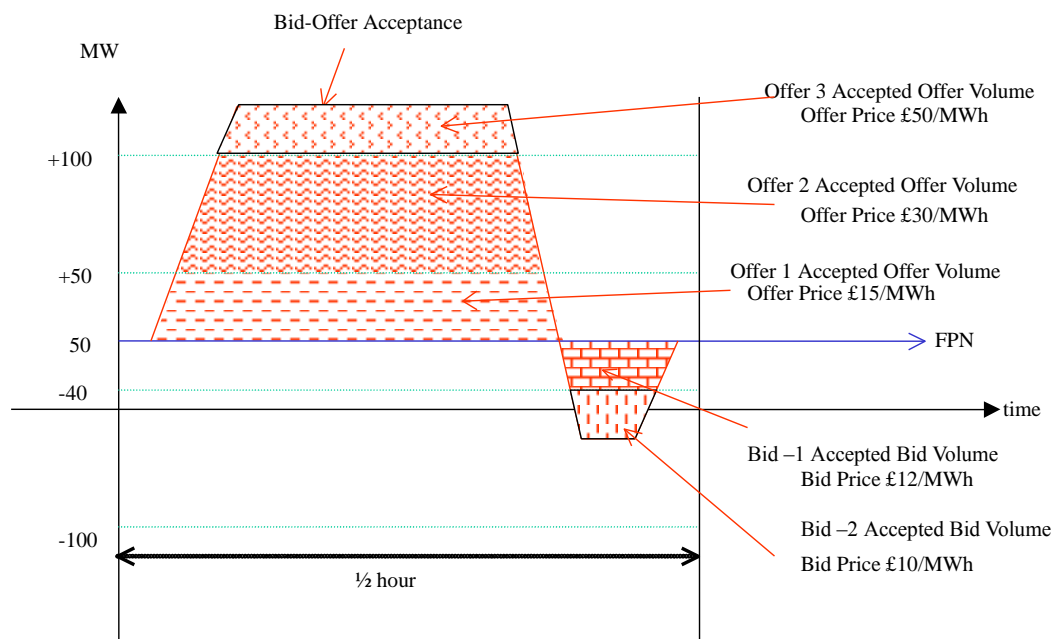 Bid-Offer Acceptance
MW
Offer 3 Accepted Offer Volume
Offer Price £50/MWh
+100
Offer 2 Accepted Offer Volume
Offer Price £30/MWh
+50
Offer 1 Accepted Offer Volume
Offer Price £15/MWh
50
FPN
-40
time
Bid –1 Accepted Bid Volume
Bid Price £12/MWh
Bid –2 Accepted Bid Volume
-100
Bid Price £10/MWh
½ hour